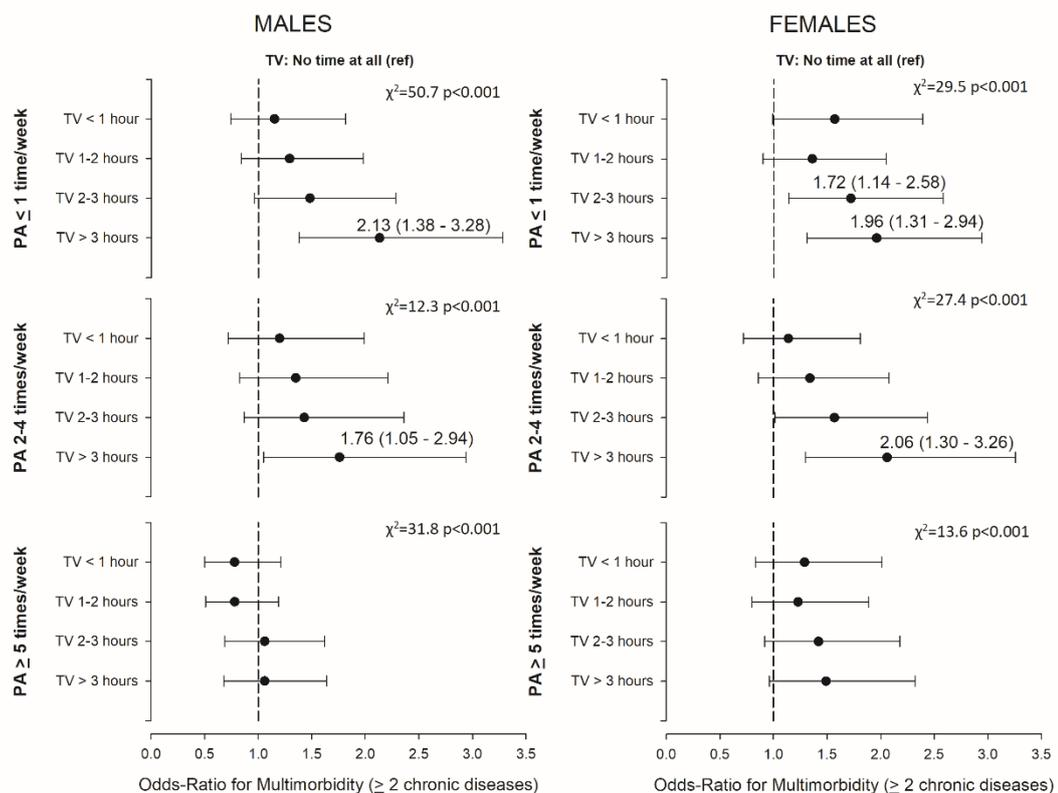 MALES
TV: No time at all (ref)
PA ≤ 1 time/week
χ²=50.7 p<0.001
TV < 1 hour
TV 1-2 hours
TV 2-3 hours
TV > 3 hours
2.13 (1.38 - 3.28)
PA 2-4 times/week
χ²=12.3 p<0.001
TV < 1 hour
TV 1-2 hours
TV 2-3 hours
TV > 3 hours
1.76 (1.05 - 2.94)
PA ≥ 5 times/week
χ²=31.8 p<0.001
TV < 1 hour
TV 1-2 hours
TV 2-3 hours
TV > 3 hours
0.0 0.5 1.0 1.5 2.0 2.5 3.0 3.5
Odds-Ratio for Multimorbidity (≥ 2 chronic diseases)
FEMALES
TV: No time at all (ref)
PA ≤ 1 time/week
χ²=29.5 p<0.001
TV < 1 hour
TV 1-2 hours
1.72 (1.14 - 2.58)
TV 2-3 hours
1.96 (1.31 - 2.94)
TV > 3 hours
PA 2-4 times/week
χ²=27.4 p<0.001
TV < 1 hour
TV 1-2 hours
TV 2-3 hours
2.06 (1.30 - 3.26)
TV > 3 hours
PA ≥ 5 times/week
χ²=13.6 p<0.001
TV < 1 hour
TV 1-2 hours
TV 2-3 hours
TV > 3 hours
0.0 0.5 1.0 1.5 2.0 2.5 3.0 3.5
Odds-Ratio for Multimorbidity (≥ 2 chronic diseases)